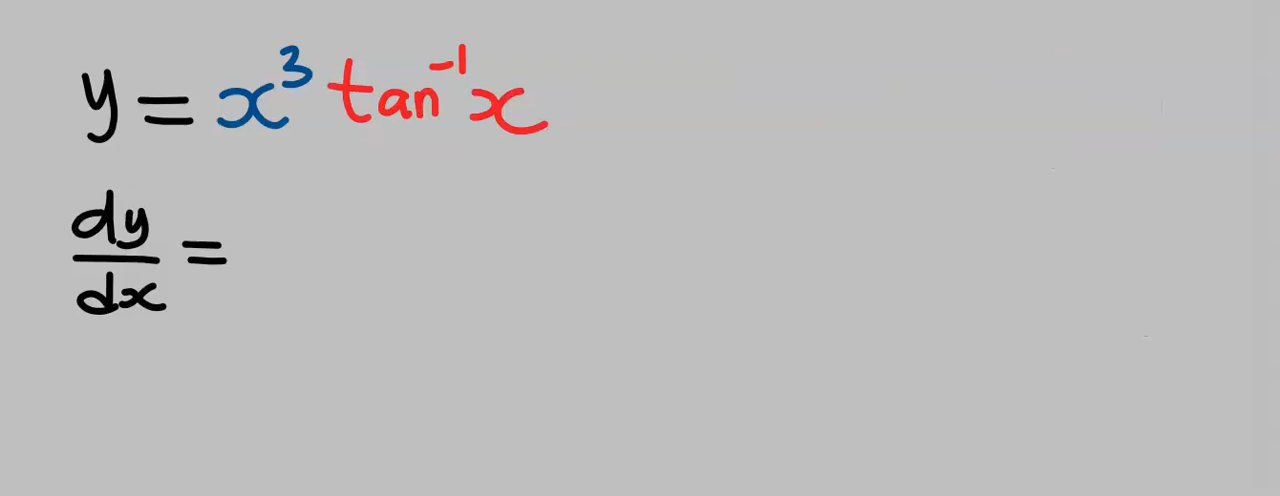 y = x³ tan⁻¹x
dy/dx =